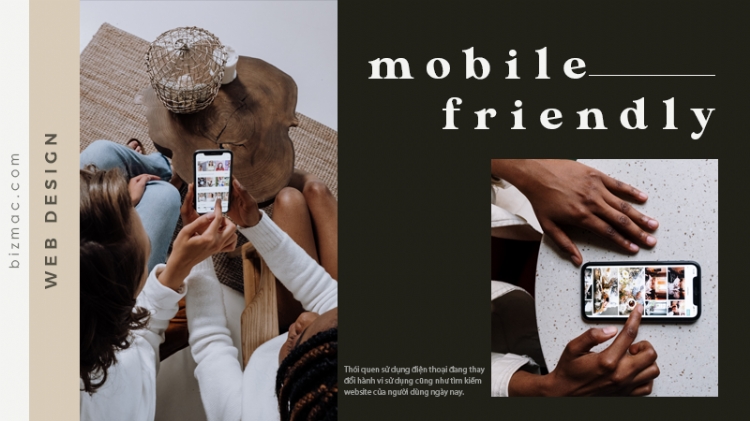 bizmac.com
WEB DESIGN
mobile
friendly
Thói quen sử dụng điện thoại đang thay
đổi hành vi sử dụng cũng như tìm kiếm
website của người dùng ngày nay.